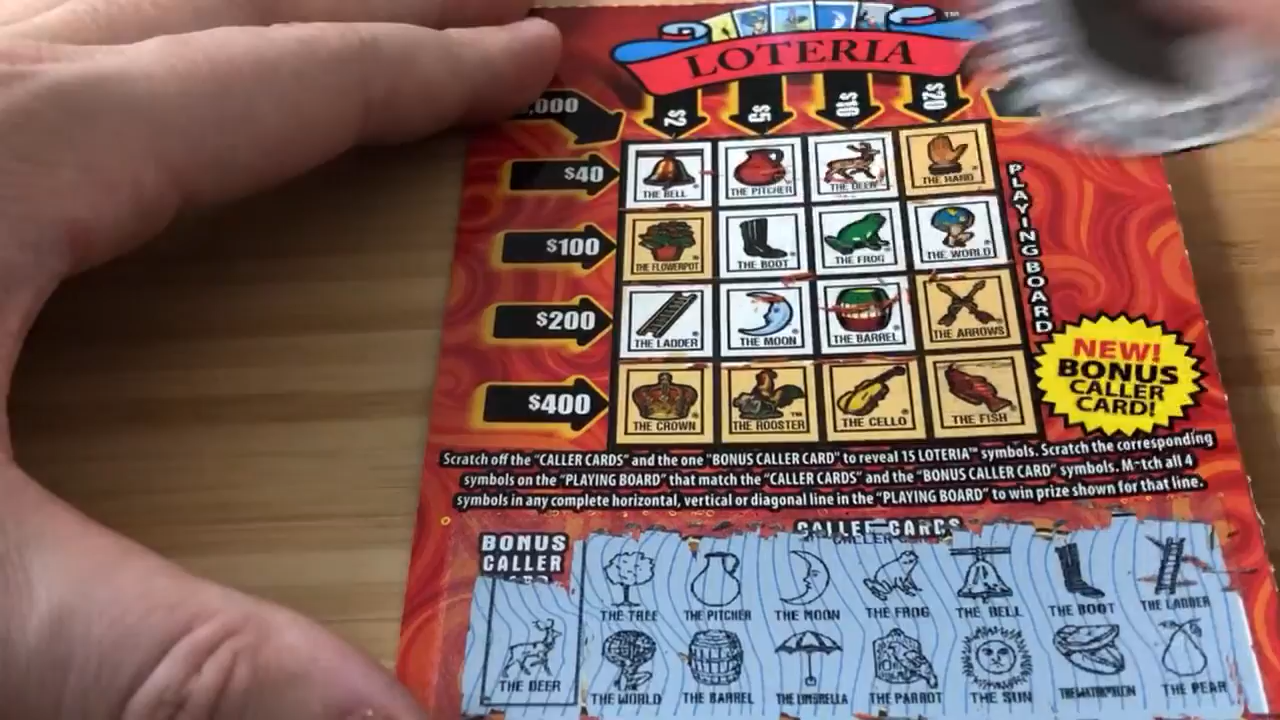 LOTERIA™
,000
$2 $5 $10 $20
$40
THE BELL THE PITCHER THE DEER THE HAND
$100
THE FLOWERPOT THE BOOT THE FROG THE WORLD
$200
THE LADDER THE MOON THE BARREL THE ARROWS
$400
THE CROWN THE ROOSTER THE CELLO THE FISH
PLAYING BOARD
NEW!
BONUS
CALLER
CARD!
Scratch off the "CALLER CARDS" and the one "BONUS CALLER CARD" to reveal 15 LOTERIA™ symbols. Scratch the corresponding
symbols on the "PLAYING BOARD" that match the "CALLER CARDS" and the "BONUS CALLER CARD" symbols. Match all 4
symbols in any complete horizontal, vertical or diagonal line in the "PLAYING BOARD" to win prize shown for that line.
CALLER CARDS
BONUS
CALLER
CARD
THE DEER
THE TREE THE PITCHER THE MOON THE FROG THE BELL THE BOOT THE LADDER
THE WORLD THE BARREL THE UMBRELLA THE PARROT THE SUN THE WATERMELON THE PEAR